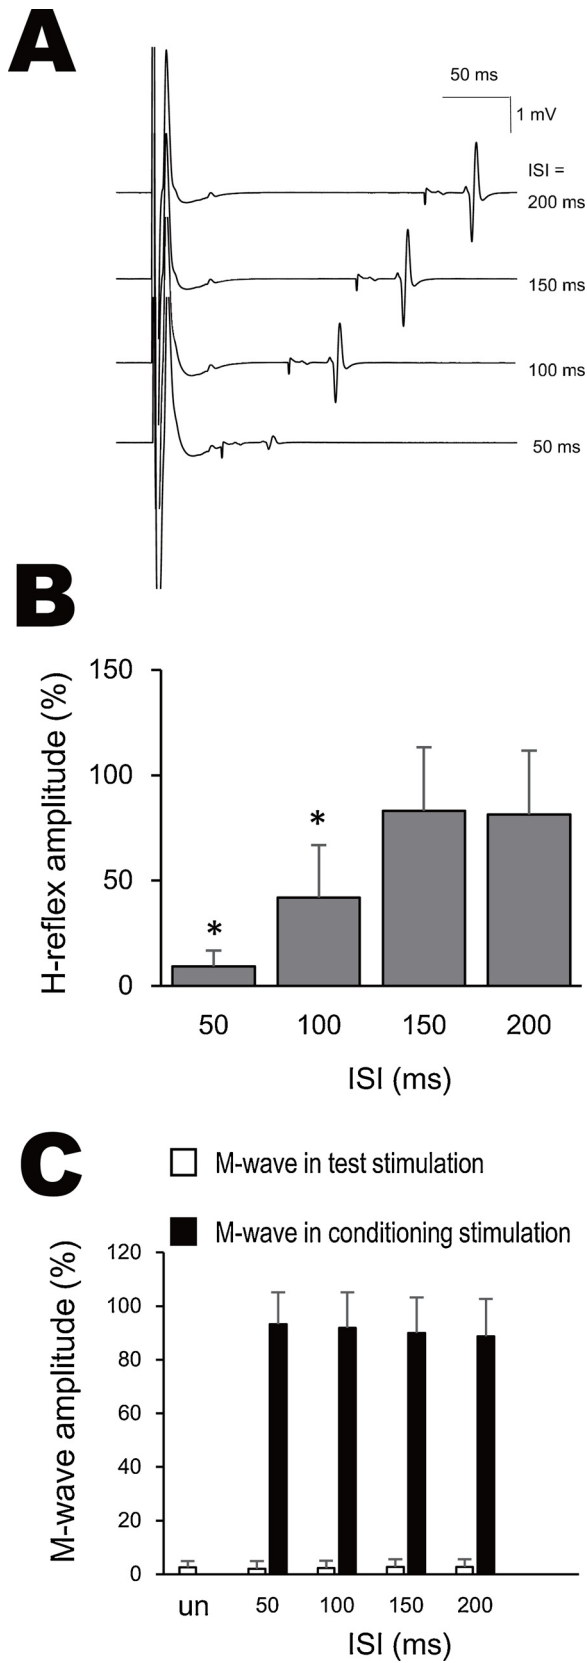 A
50 ms
1 mV
ISI =
200 ms
150 ms
100 ms
50 ms
B
H-reflex amplitude (%)
150
100
50
0
*
*
50 100 150 200
ISI (ms)
C
M-wave in test stimulation
M-wave in conditioning stimulation
M-wave amplitude (%)
120
100
80
60
40
20
0
un 50 100 150 200
ISI (ms)